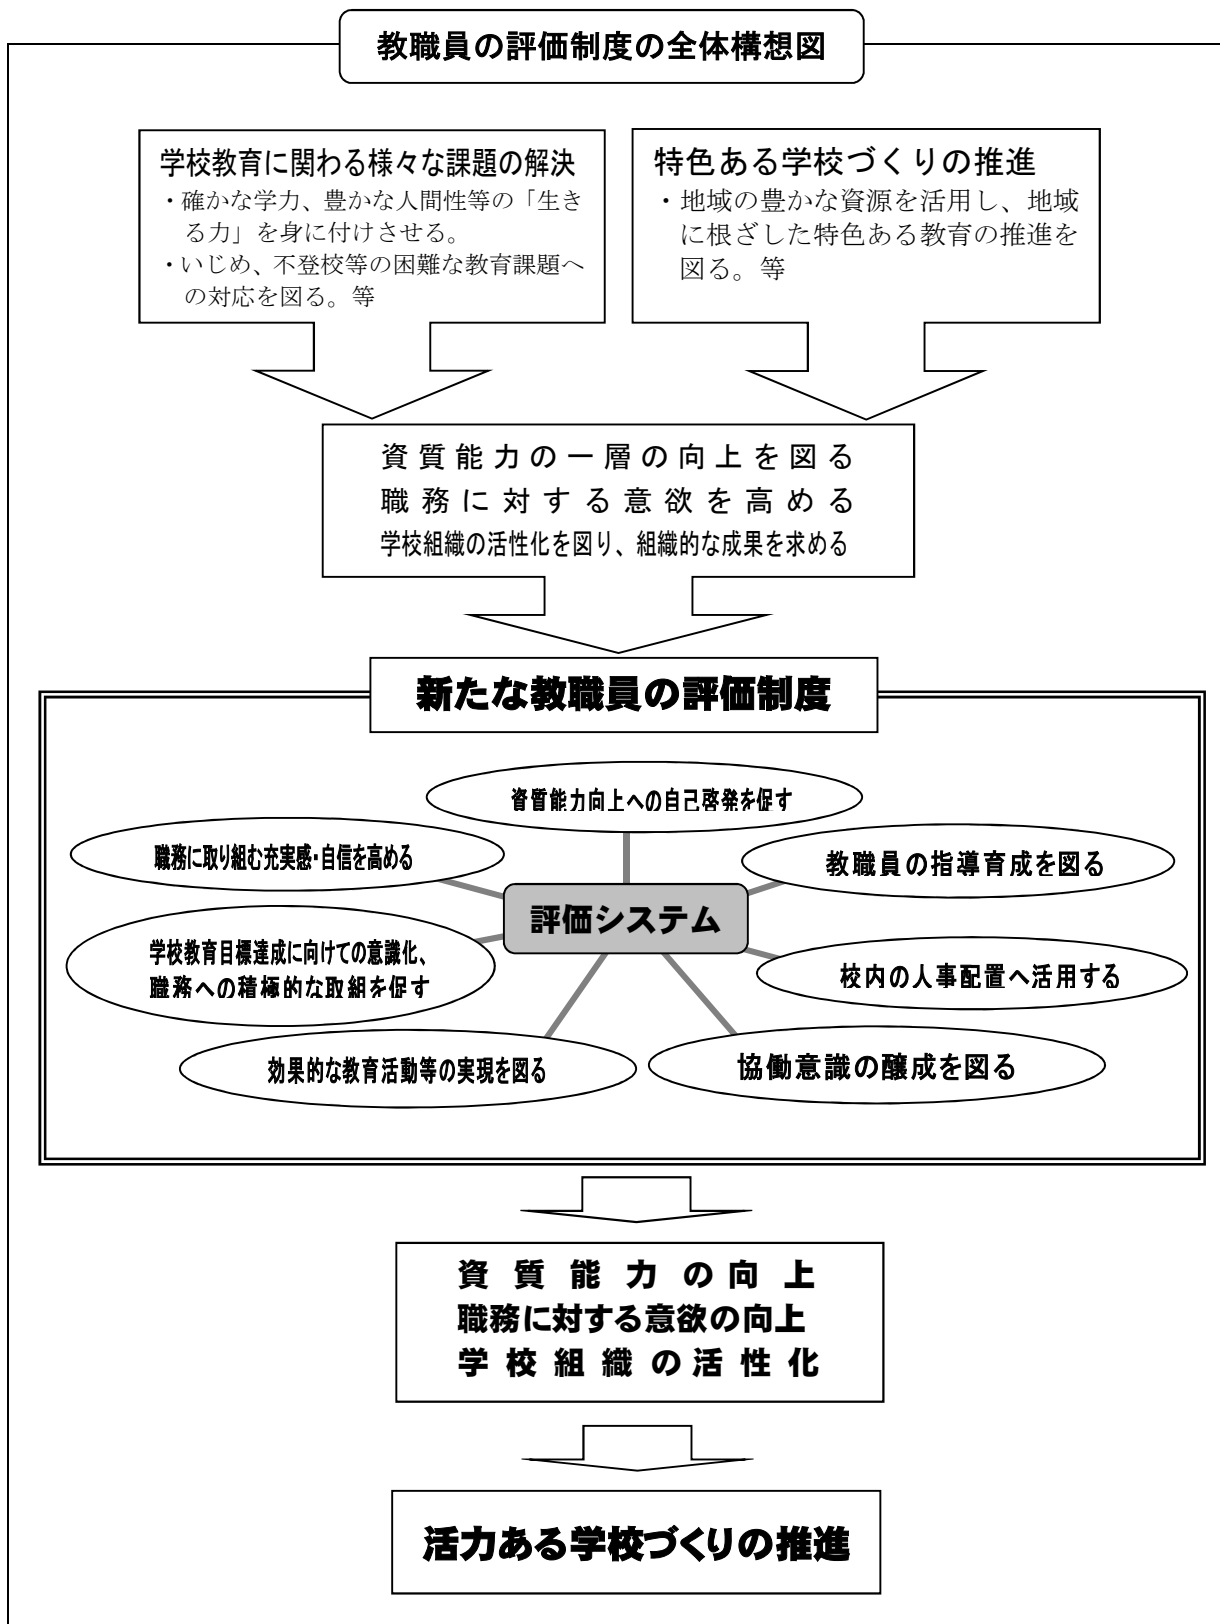 教職員の評価制度の全体構想図
学校教育に関わる様々な課題の解決
・確かな学力、豊かな人間性等の「生き
る力」を身に付けさせる。
・いじめ、不登校等の困難な教育課題へ
の対応を図る。等
特色ある学校づくりの推進
・地域の豊かな資源を活用し、地域
に根ざした特色ある教育の推進を
図る。等
資質能力の一層の向上を図る
職務に対する意欲を高める
学校組織の活性化を図り、組織的な成果を求める
新たな教職員の評価制度
資質能力向上への自己啓発を促す
職務に取り組む充実感・自信を高める
教職員の指導育成を図る
評価システム
学校教育目標達成に向けての意識化、
職務への積極的な取組を促す
校内の人事配置へ活用する
効果的な教育活動等の実現を図る
協働意識の醸成を図る
資質能力の向上
職務に対する意欲の向上
学校組織の活性化
活力ある学校づくりの推進